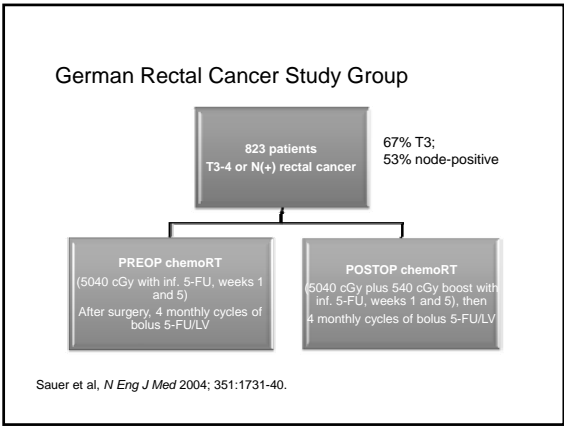 German Rectal Cancer Study Group
823 patients
T3-4 or N(+) rectal cancer
67% T3;
53% node-positive
PREOP chemoRT
(5040 cGy with inf. 5-FU, weeks 1
and 5)
After surgery, 4 monthly cycles of
bolus 5-FU/LV
POSTOP chemoRT
(5040 cGy plus 540 cGy boost with
inf. 5-FU, weeks 1 and 5), then
4 monthly cycles of bolus 5-FU/LV
Sauer et al, N Eng J Med 2004; 351:1731-40.